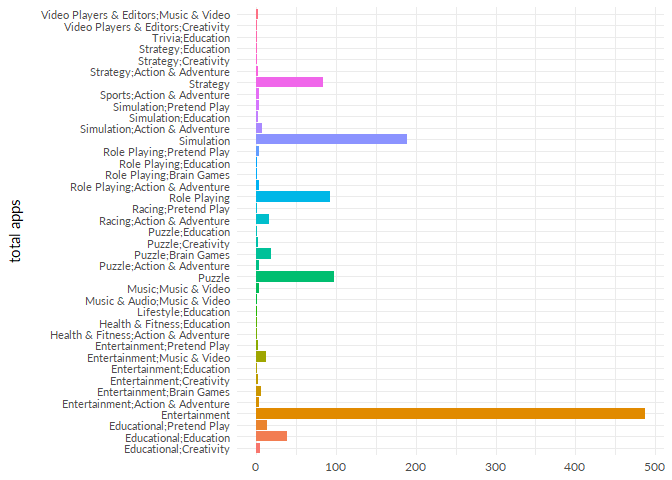 Video Players & Editors;Music & Video
Video Players & Editors;Creativity
Trivia;Education
Strategy;Education
Strategy;Creativity
Strategy;Action & Adventure
Strategy
Sports;Action & Adventure
Simulation;Pretend Play
Simulation;Education
Simulation;Action & Adventure
Simulation
Role Playing;Pretend Play
Role Playing;Education
Role Playing;Brain Games
Role Playing;Action & Adventure
Role Playing
Racing;Pretend Play
Racing;Action & Adventure
Puzzle;Education
Puzzle;Creativity
Puzzle;Brain Games
Puzzle;Action & Adventure
Puzzle
Music;Music & Video
Music & Audio;Music & Video
Lifestyle;Education
Health & Fitness;Education
Health & Fitness;Action & Adventure
Entertainment;Pretend Play
Entertainment;Music & Video
Entertainment;Education
Entertainment;Creativity
Entertainment;Brain Games
Entertainment;Action & Adventure
Entertainment
Educational;Pretend Play
Educational;Education
Educational;Creativity
total apps
0 100 200 300 400 500